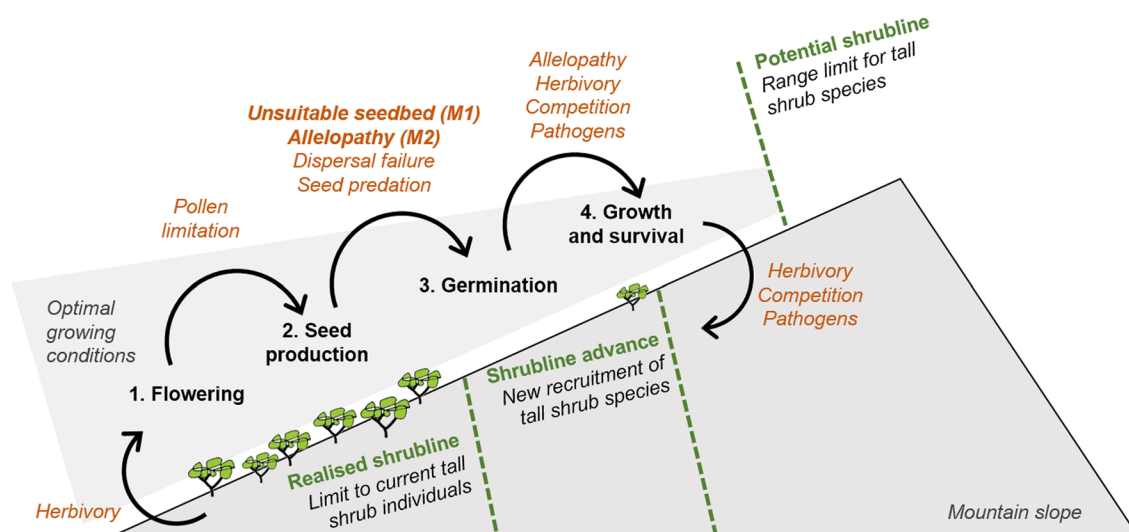 Potential shrubline
Range limit for tall
shrub species
Allelopathy
Herbivory
Competition
Pathogens
Unsuitable seedbed (M1)
Allelopathy (M2)
Dispersal failure
Seed predation
Pollen
limitation
4. Growth
and survival
3. Germination
Herbivory
Competition
Pathogens
Optimal
growing
conditions
2. Seed
production
1. Flowering
Shrubline advance
New recruitment of
tall shrub species
Realised shrubline
Limit to current tall
shrub individuals
Herbivory
Mountain slope